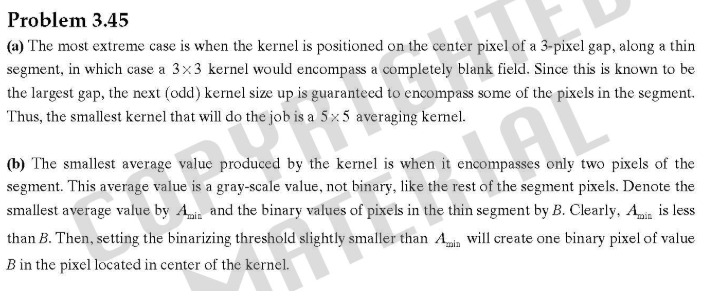 Problem 3.45
(a) The most extreme case is when the kernel is positioned on the center pixel of a 3-pixel gap, along a thin
segment, in which case a 3×3 kernel would encompass a completely blank field. Since this is known to be
the largest gap, the next (odd) kernel size up is guaranteed to encompass some of the pixels in the segment.
Thus, the smallest kernel that will do the job is a 5×5 averaging kernel.
(b) The smallest average value produced by the kernel is when it encompasses only two pixels of the
segment. This average value is a gray-scale value, not binary, like the rest of the segment pixels. Denote the
smallest average value by Amin and the binary values of pixels in the thin segment by B. Clearly, Amin is less
than B. Then, setting the binarizing threshold slightly smaller than Amin will create one binary pixel of value
B in the pixel located in center of the kernel.
COPYRIGHTED
MATERIAL